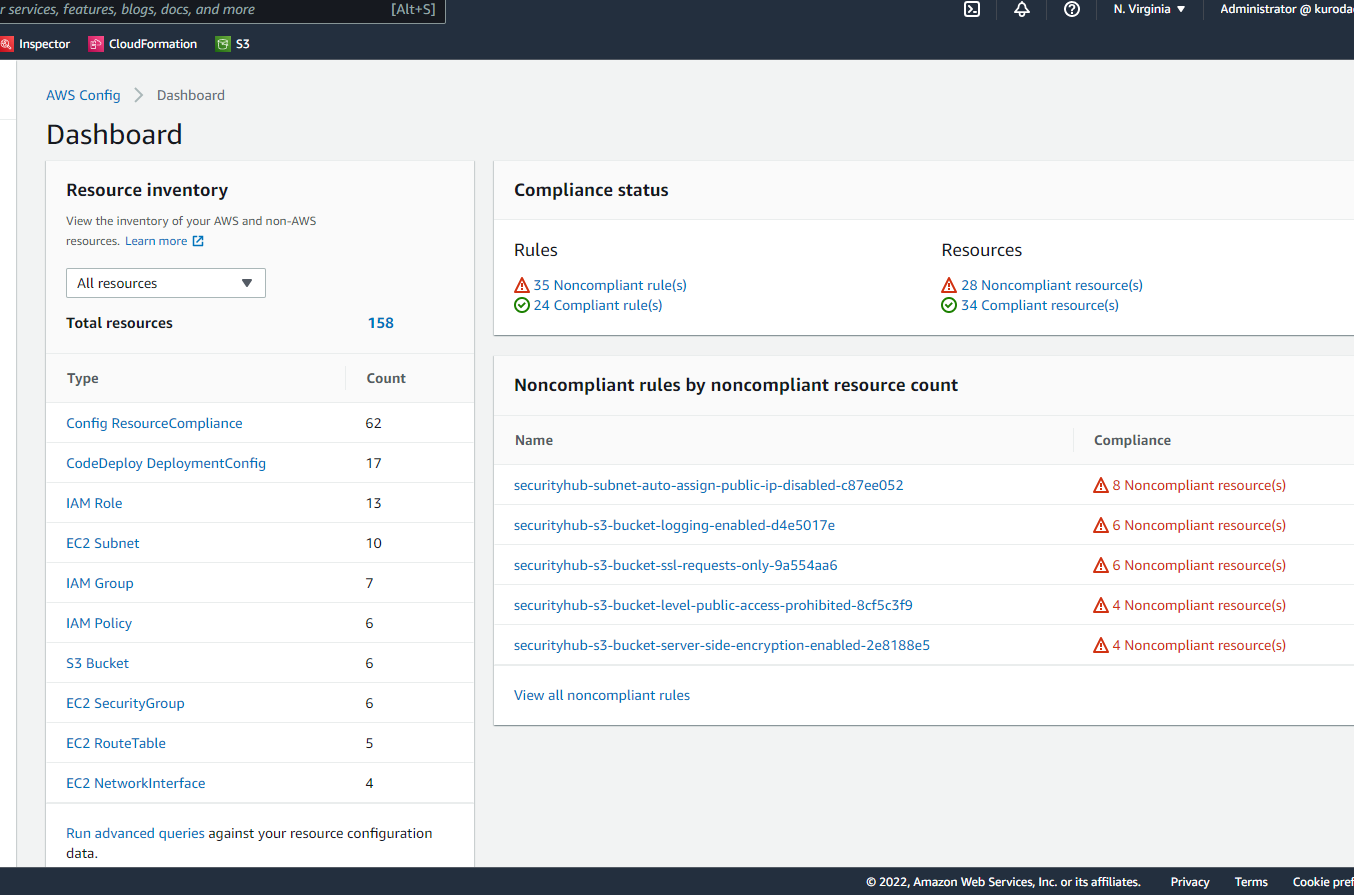 r services, features, blogs, docs, and more [Alt+S] N. Virginia Administrator @ kuroda
Inspector CloudFormation S3
AWS Config Dashboard
Dashboard
Resource inventory
View the inventory of your AWS and non-AWS
resources. Learn more
All resources
Total resources 158
Type Count
Config ResourceCompliance 62
CodeDeploy DeploymentConfig 17
IAM Role 13
EC2 Subnet 10
IAM Group 7
IAM Policy 6
S3 Bucket 6
EC2 SecurityGroup 6
EC2 RouteTable 5
EC2 NetworkInterface 4
Run advanced queries against your resource configuration
data.
Compliance status
Rules
35 Noncompliant rule(s)
24 Compliant rule(s)
Resources
28 Noncompliant resource(s)
34 Compliant resource(s)
Noncompliant rules by noncompliant resource count
Name Compliance
securityhub-subnet-auto-assign-public-ip-disabled-c87ee052 8 Noncompliant resource(s)
securityhub-s3-bucket-logging-enabled-d4e5017e 6 Noncompliant resource(s)
securityhub-s3-bucket-ssl-requests-only-9a554aa6 6 Noncompliant resource(s)
securityhub-s3-bucket-level-public-access-prohibited-8cf5c3f9 4 Noncompliant resource(s)
securityhub-s3-bucket-server-side-encryption-enabled-2e8188e5 4 Noncompliant resource(s)
View all noncompliant rules
© 2022, Amazon Web Services, Inc. or its affiliates. Privacy Terms Cookie pref